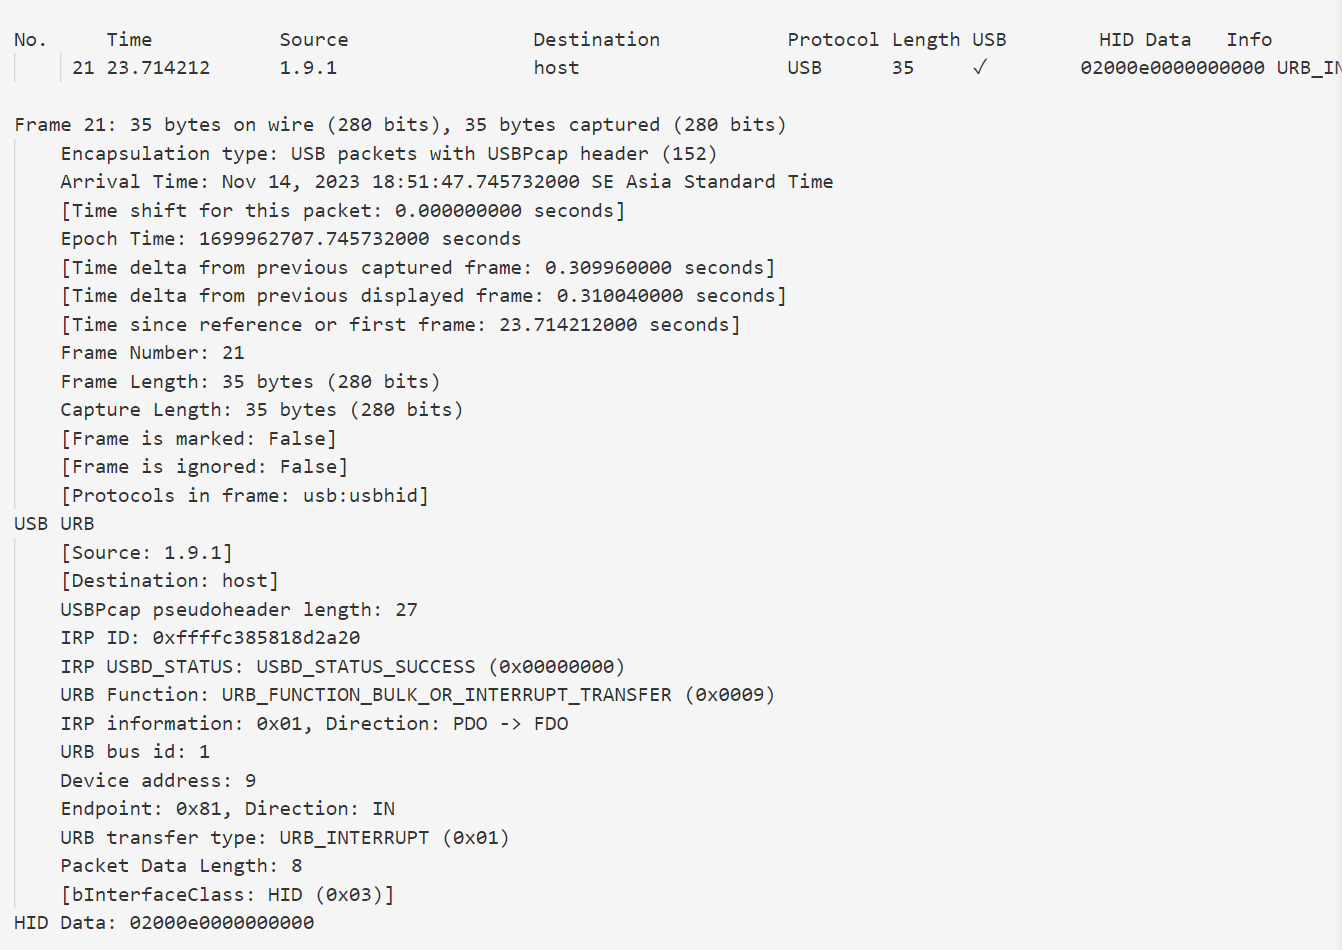 No. Time Source Destination Protocol Length USB HID Data Info
21 23.714212 1.9.1 host USB 35 ✓ 02000e0000000000 URB_IN
Frame 21: 35 bytes on wire (280 bits), 35 bytes captured (280 bits)
Encapsulation type: USB packets with USBPcap header (152)
Arrival Time: Nov 14, 2023 18:51:47.745732000 SE Asia Standard Time
[Time shift for this packet: 0.000000000 seconds]
Epoch Time: 1699962707.745732000 seconds
[Time delta from previous captured frame: 0.309960000 seconds]
[Time delta from previous displayed frame: 0.310040000 seconds]
[Time since reference or first frame: 23.714212000 seconds]
Frame Number: 21
Frame Length: 35 bytes (280 bits)
Capture Length: 35 bytes (280 bits)
[Frame is marked: False]
[Frame is ignored: False]
[Protocols in frame: usb:usbhid]
USB URB
[Source: 1.9.1]
[Destination: host]
USBPcap pseudoheader length: 27
IRP ID: 0xffffc385818d2a20
IRP USBD_STATUS: USBD_STATUS_SUCCESS (0x00000000)
URB Function: URB_FUNCTION_BULK_OR_INTERRUPT_TRANSFER (0x0009)
IRP information: 0x01, Direction: PDO -> FDO
URB bus id: 1
Device address: 9
Endpoint: 0x81, Direction: IN
URB transfer type: URB_INTERRUPT (0x01)
Packet Data Length: 8
[bInterfaceClass: HID (0x03)]
HID Data: 02000e0000000000